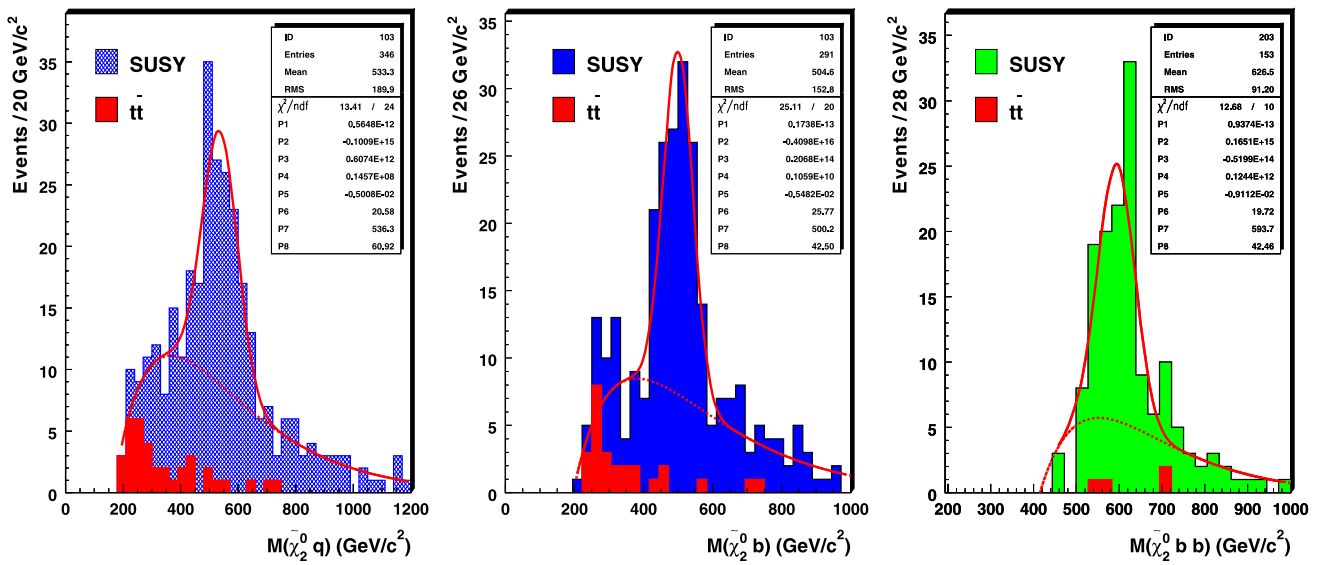 Events / 20 GeV/c²
35
30
25
20
15
10
5
0
SUSY
tt̄
ID 103
Entries 346
Mean 533.3
RMS 189.9
χ²/ndf 13.41 / 24
P1 0.5648E-12
P2 -0.1009E+15
P3 0.6074E+12
P4 0.1457E+08
P5 -0.5008E-02
P6 20.58
P7 536.3
P8 60.92
0 200 400 600 800 1000 1200
M(χ̃₂⁰ q) (GeV/c²)
Events / 26 GeV/c²
35
30
25
20
15
10
5
0
SUSY
tt̄
ID 103
Entries 291
Mean 504.6
RMS 152.8
χ²/ndf 25.11 / 20
P1 0.1738E-13
P2 -0.4098E+16
P3 0.2068E+14
P4 0.1059E+10
P5 -0.5482E-02
P6 25.77
P7 500.2
P8 42.50
0 200 400 600 800 1000
M(χ̃₂⁰ b) (GeV/c²)
Events / 28 GeV/c²
35
30
25
20
15
10
5
0
SUSY
tt̄
ID 203
Entries 153
Mean 626.5
RMS 91.20
χ²/ndf 12.68 / 10
P1 0.9374E-13
P2 0.1651E+15
P3 -0.5199E+14
P4 0.1244E+12
P5 -0.9112E-02
P6 19.72
P7 593.7
P8 42.46
200 300 400 500 600 700 800 900 1000
M(χ̃₂⁰ b b) (GeV/c²)